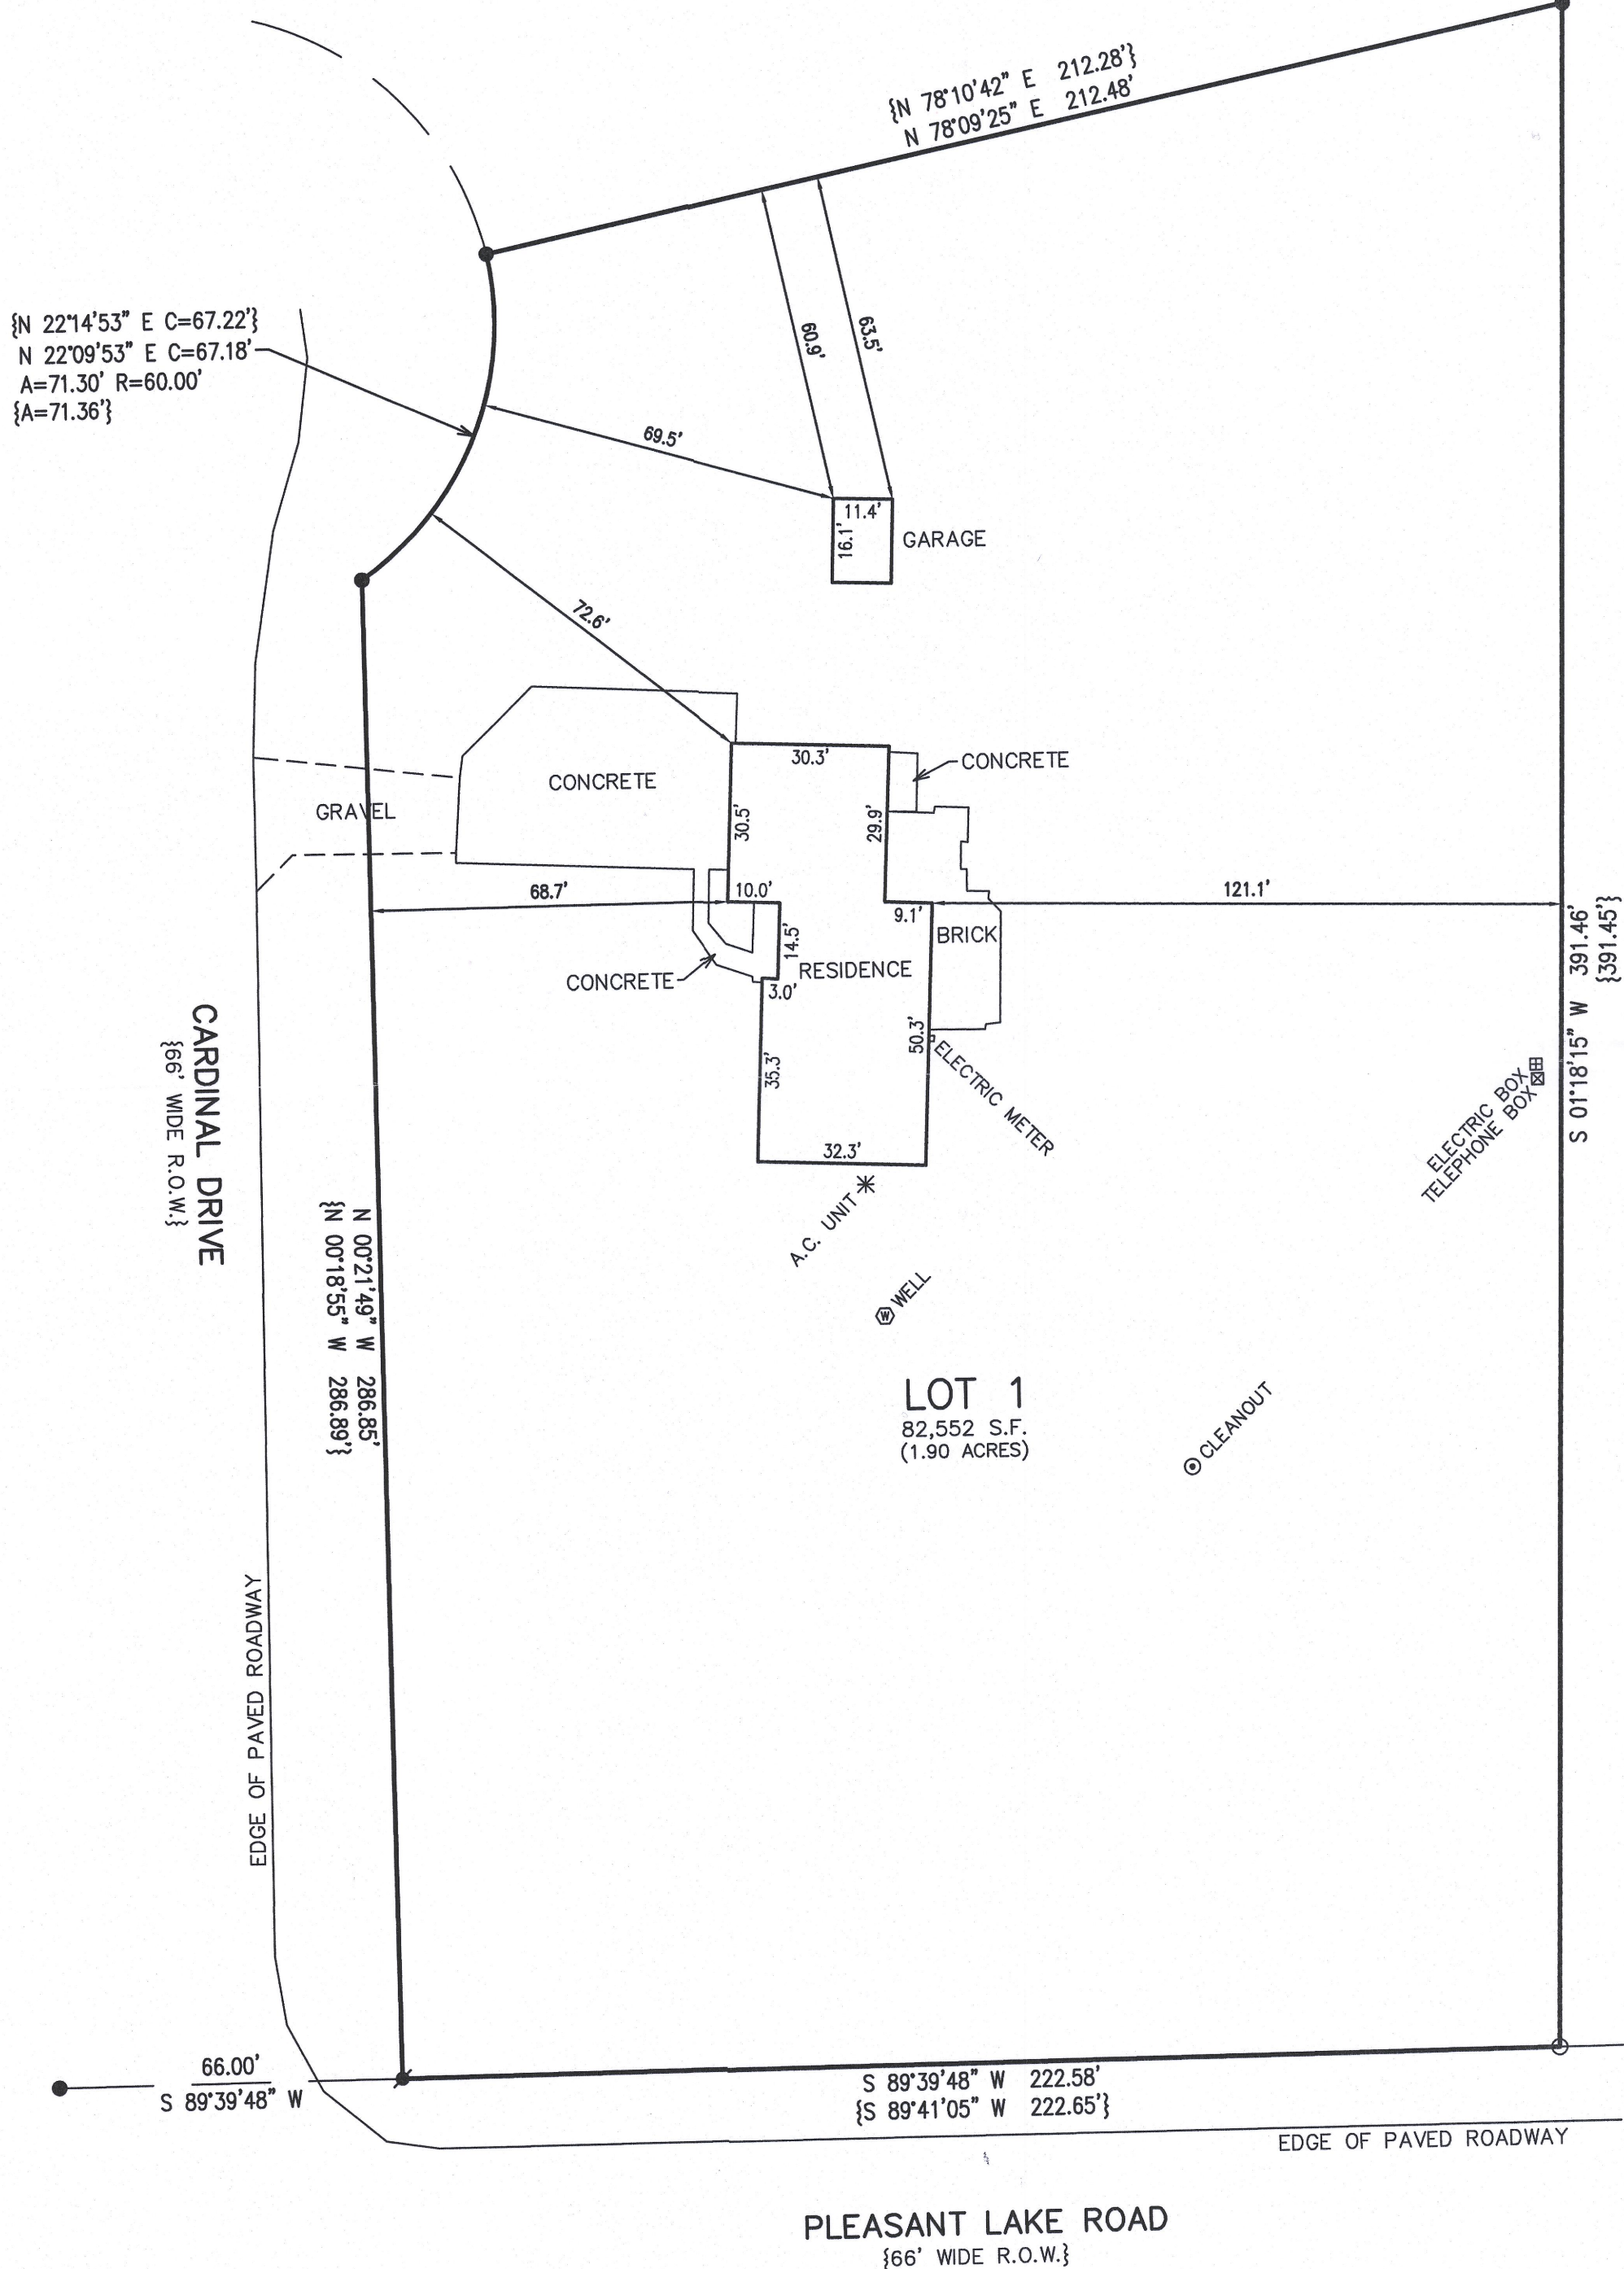 {N 78°10'42" E 212.28'}
N 78°09'25" E 212.48'
{N 22°14'53" E C=67.22'}
N 22°09'53" E C=67.18'
A=71.30' R=60.00'
{A=71.36'}
60.9'
63.5'
69.5'
11.4'
16.1'
GARAGE
72.6'
30.3'
CONCRETE
CONCRETE
GRAVEL
30.5'
29.9'
68.7'
10.0'
9.1'
121.1'
BRICK
14.5'
RESIDENCE
CONCRETE
3.0'
S 01°18'15" W 391.46'
{391.45'}
50.3'
35.3'
ELECTRIC METER
32.3'
ELECTRIC BOX
TELEPHONE BOX
CARDINAL DRIVE
{66' WIDE R.O.W.}
A.C. UNIT
N 00°21'49" W 286.85'
{N 00°18'55" W 286.89'}
W
WELL
LOT 1
82,552 S.F.
(1.90 ACRES)
CLEANOUT
EDGE OF PAVED ROADWAY
66.00'
S 89°39'48" W
S 89°39'48" W 222.58'
{S 89°41'05" W 222.65'}
EDGE OF PAVED ROADWAY
PLEASANT LAKE ROAD
{66' WIDE R.O.W.}